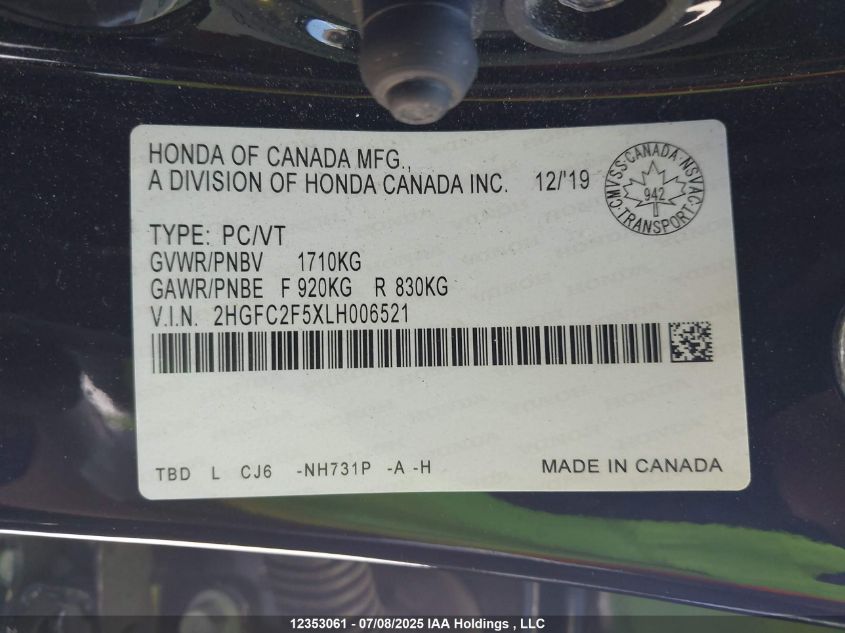 HONDA OF CANADA MFG.,
A DIVISION OF HONDA CANADA INC. 12/'19
CMVSS·CANADA·NSVAC·TRANSPORT·
942
TYPE: PC/VT
GVWR/PNBV 1710KG
GAWR/PNBE F 920KG R 830KG
V.I.N. 2HGFC2F5XLH006521
TBD L CJ6 -NH731P -A -H MADE IN CANADA
12353061 - 07/08/2025 IAA Holdings , LLC